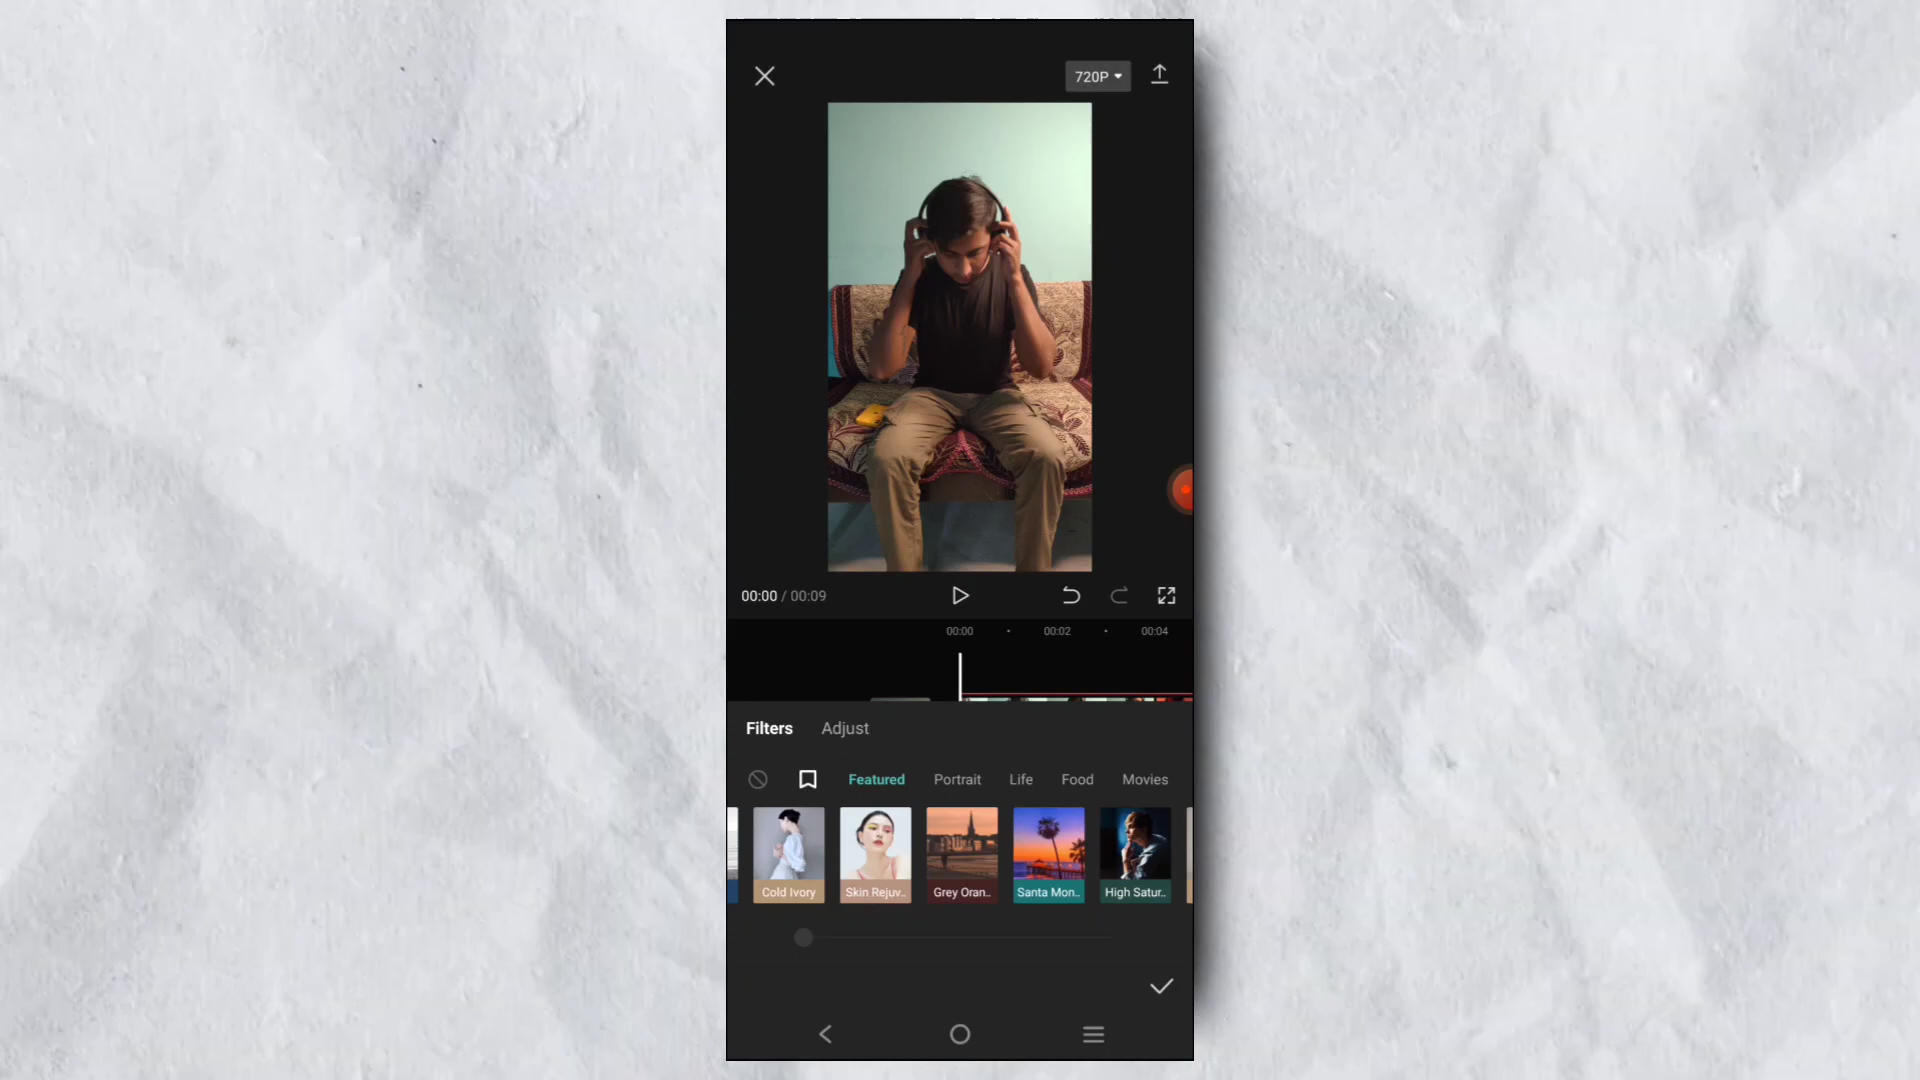 720P
00:00 / 00:09
00:00 00:02 00:04
Filters Adjust
Featured Portrait Life Food Movies
Cold Ivory Skin Rejuv.. Grey Oran.. Santa Mon.. High Satur..